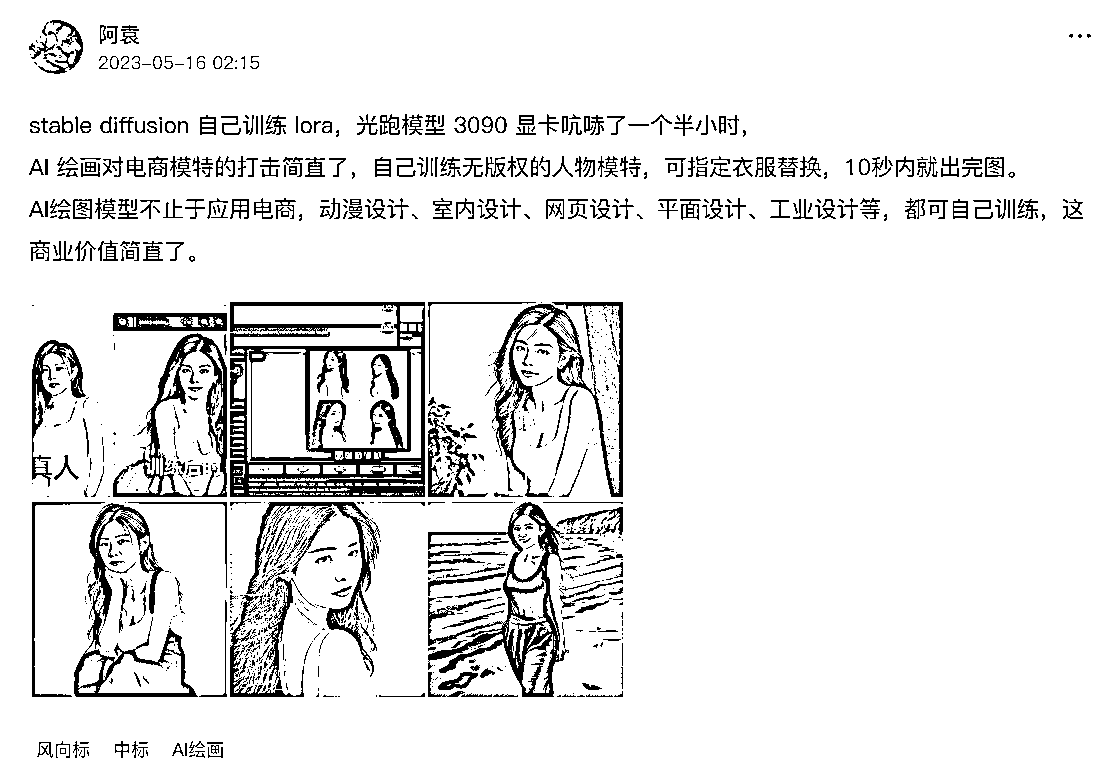 阿袁
2023-05-16 02:15
stable diffusion 自己训练 lora，光跑模型 3090 显卡吭哧了一个半小时，
AI 绘画对电商模特的打击简直了，自己训练无版权的人物模特，可指定衣服替换，10秒内就出完图。
AI绘图模型不止于应用电商，动漫设计、室内设计、网页设计、平面设计、工业设计等，都可自己训练，这
商业价值简直了。
真人
训练后的
风向标 中标 AI绘画